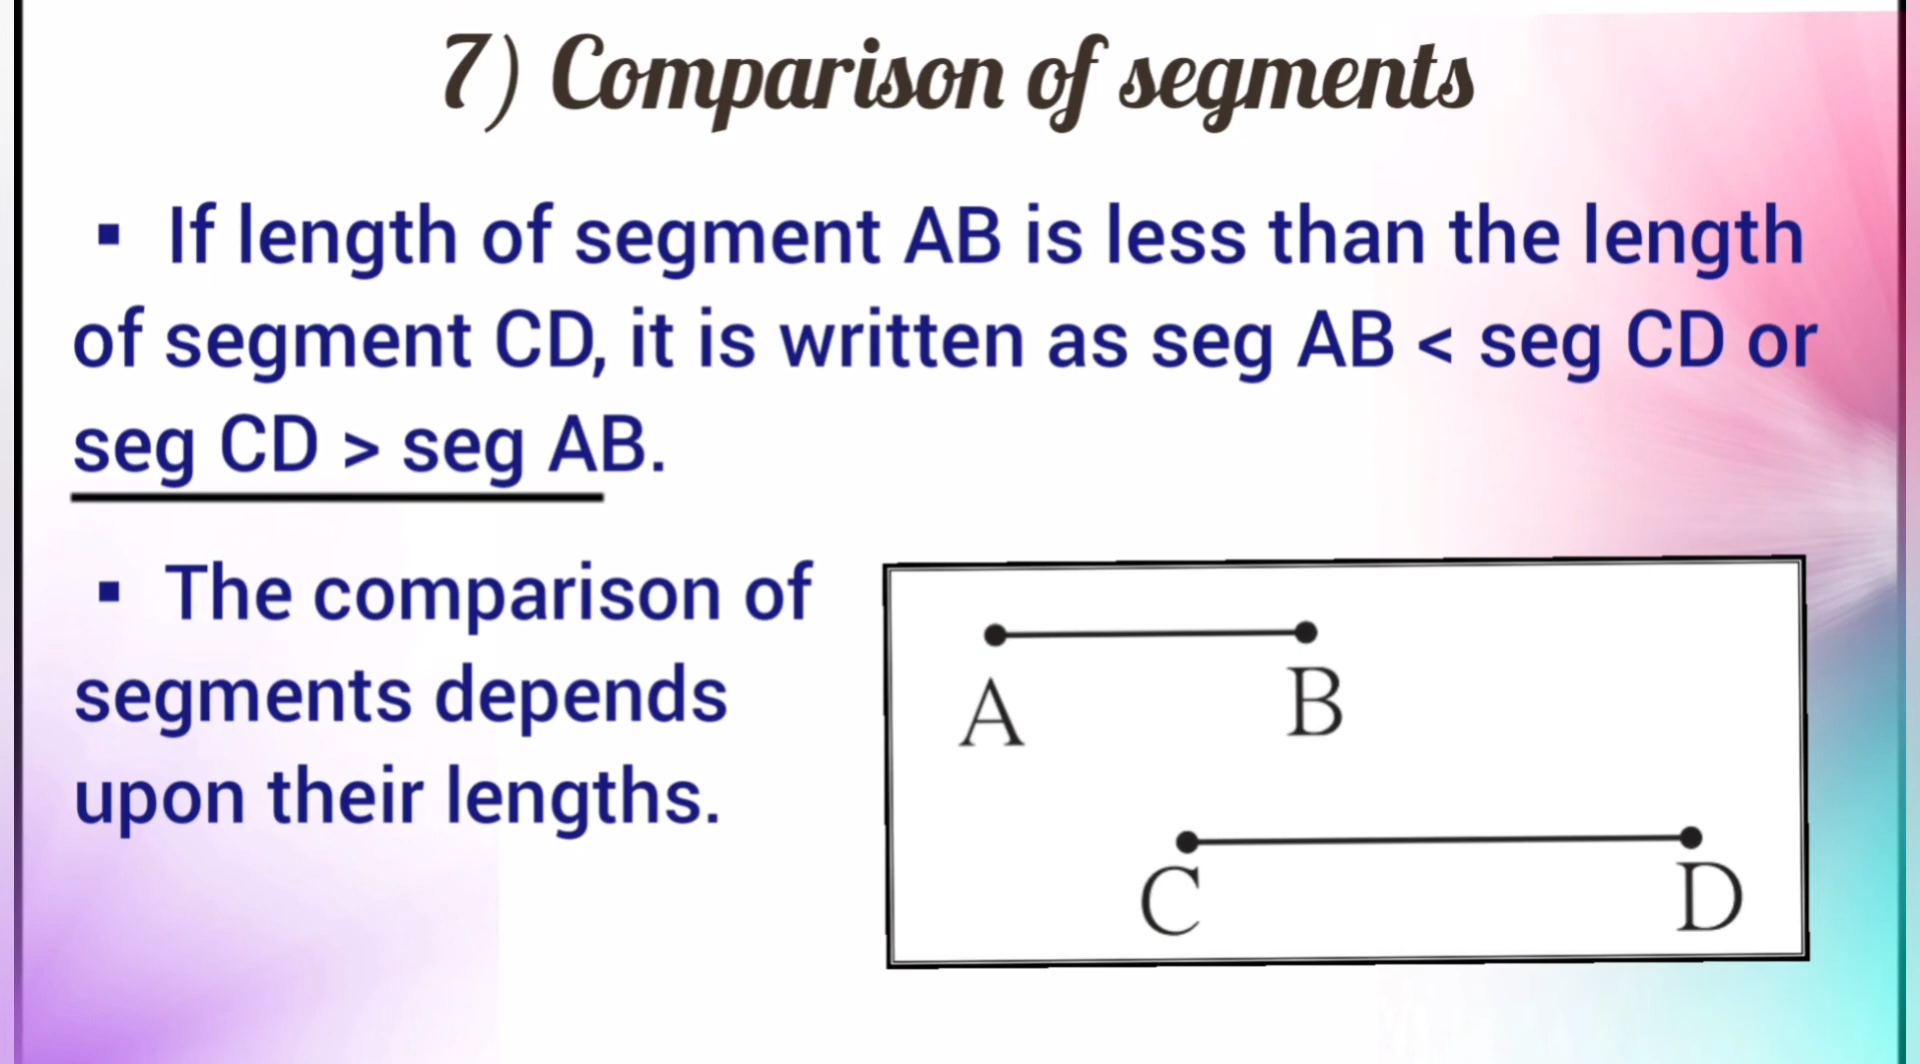 7) Comparison of segments
▪ If length of segment AB is less than the length
of segment CD, it is written as seg AB < seg CD or
seg CD > seg AB.
▪ The comparison of
segments depends
upon their lengths.
A B
C D